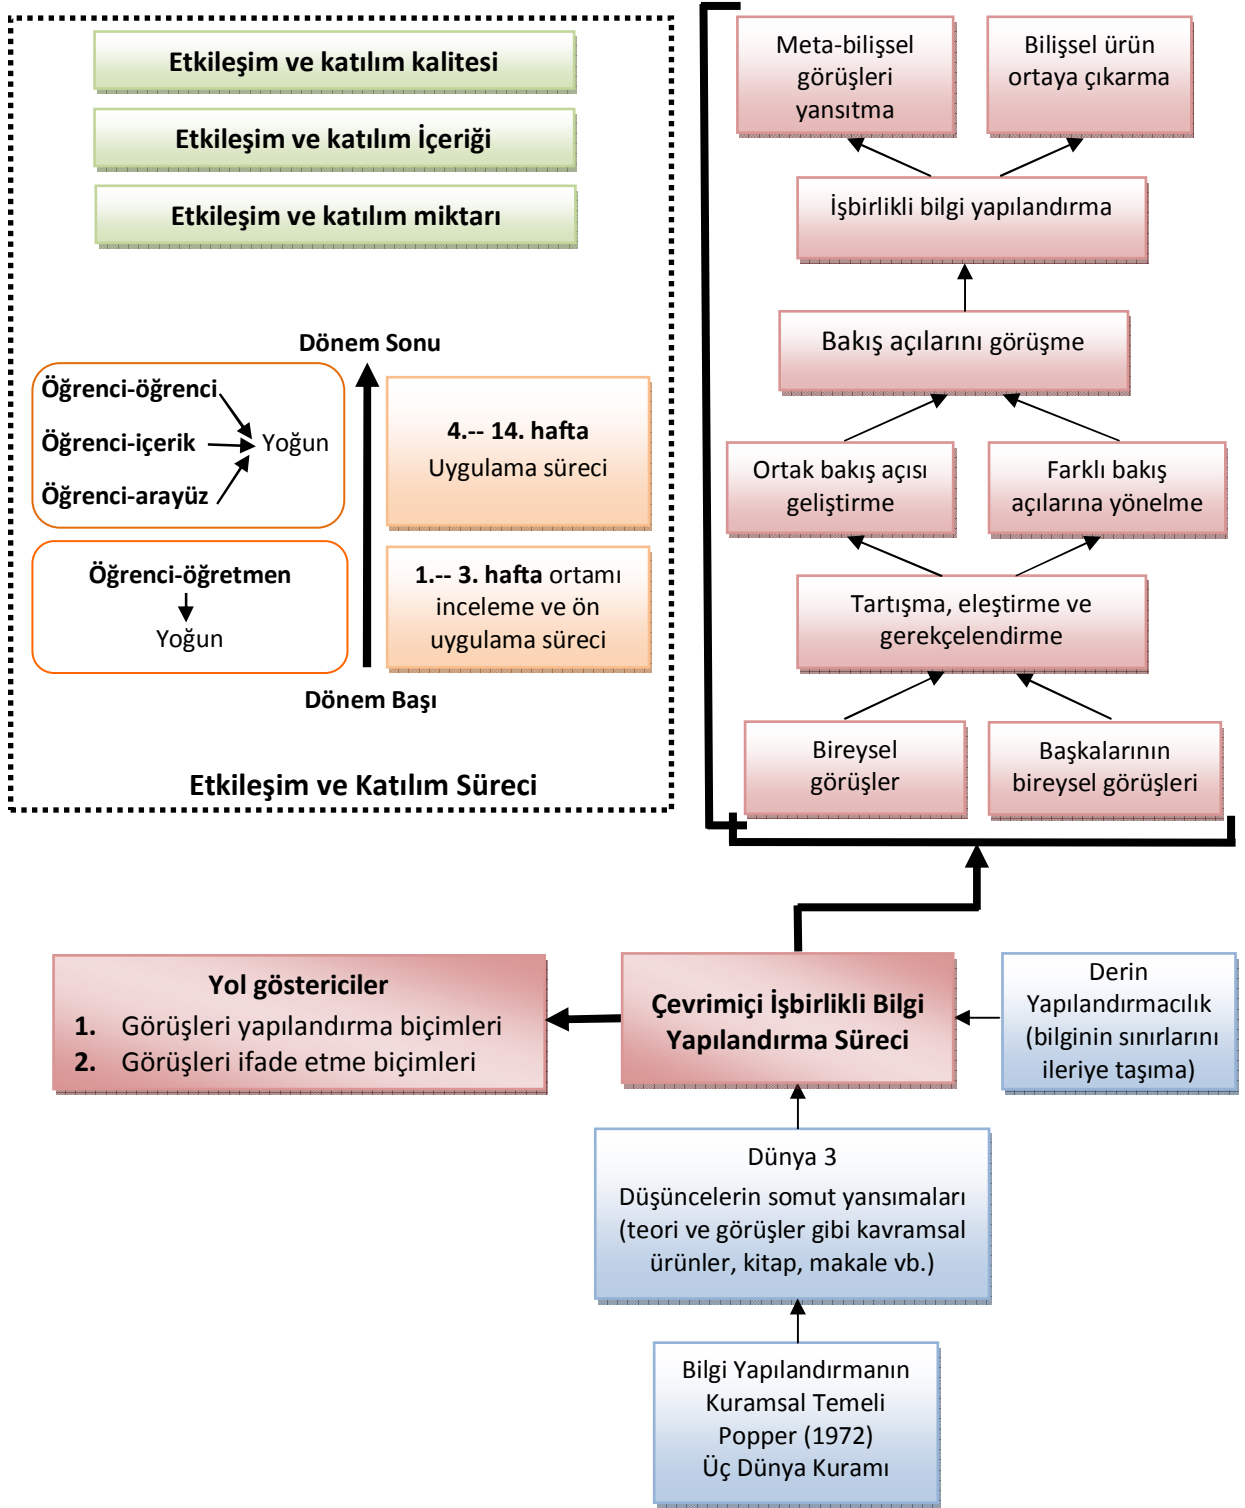 Etkileşim ve katılım kalitesi
Etkileşim ve katılım İçeriği
Etkileşim ve katılım miktarı
Dönem Sonu
Öğrenci-öğrenci
Öğrenci-içerik
Yoğun
Öğrenci-arayüz
4.-- 14. hafta
Uygulama süreci
Öğrenci-öğretmen
Yoğun
1.-- 3. hafta ortamı
inceleme ve ön
uygulama süreci
Dönem Başı
Etkileşim ve Katılım Süreci
Meta-bilişsel
görüşleri
yansıtma
Bilişsel ürün
ortaya çıkarma
İşbirlikli bilgi yapılandırma
Bakış açılarını görüşme
Ortak bakış açısı
geliştirme
Farklı bakış
açılarına yönelme
Tartışma, eleştirme ve
gerekçelendirme
Bireysel
görüşler
Başkalarının
bireysel görüşleri
Yol göstericiler
1. Görüşleri yapılandırma biçimleri
2. Görüşleri ifade etme biçimleri
Çevrimiçi İşbirlikli Bilgi
Yapılandırma Süreci
Derin
Yapılandırmacılık
(bilginin sınırlarını
ileriye taşıma)
Dünya 3
Düşüncelerin somut yansımaları
(teori ve görüşler gibi kavramsal
ürünler, kitap, makale vb.)
Bilgi Yapılandırmanın
Kuramsal Temeli
Popper (1972)
Üç Dünya Kuramı